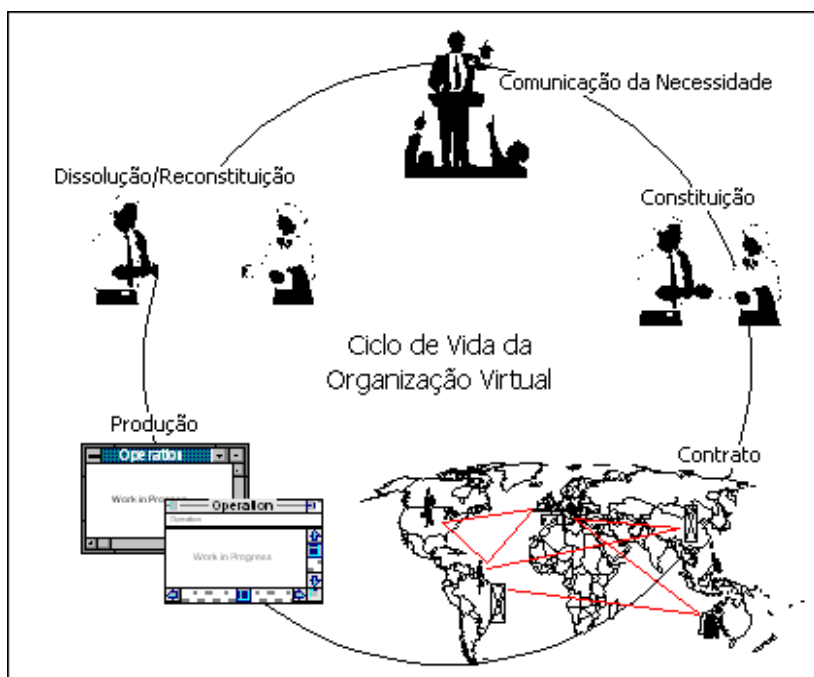 Comunicação da Necessidade
Dissolução/Reconstituição
Constituição
Ciclo de Vida da
Organização Virtual
Produção
Contrato
Operation
Work in Progress
Operation
Operation
Work in Progress